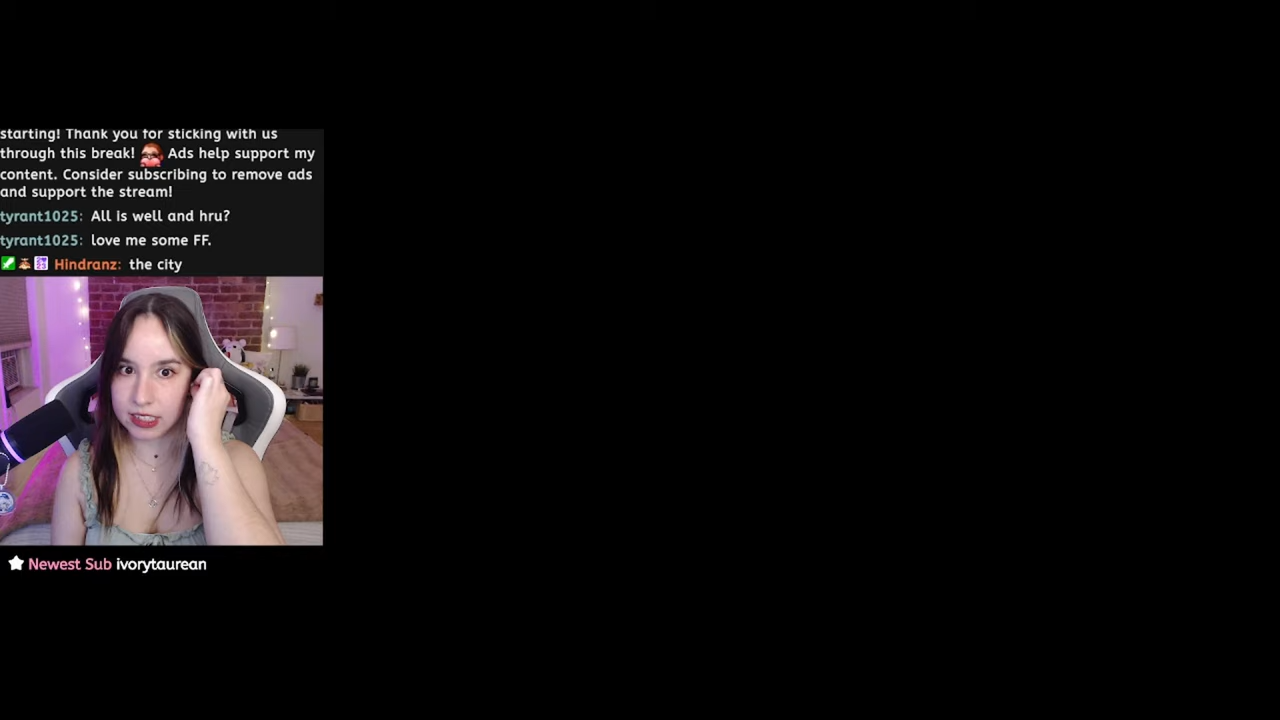 starting! Thank you for sticking with us
through this break! Ads help support my
content. Consider subscribing to remove ads
and support the stream!
tyrant1025: All is well and hru?
tyrant1025: love me some FF.
Hindranz: the city
Newest Sub ivorytaurean